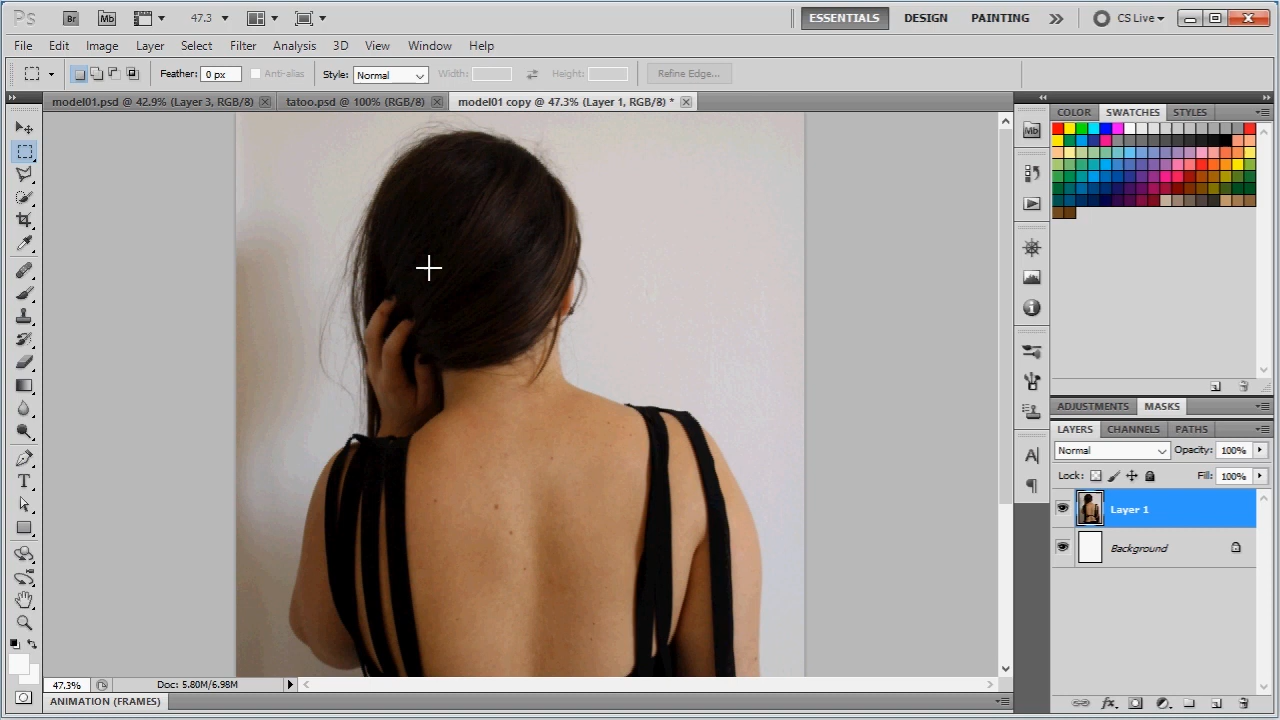 Ps Br Mb 47.3 ESSENTIALS DESIGN PAINTING CS Live
File Edit Image Layer Select Filter Analysis 3D View Window Help
Feather: 0 px Anti-alias Style: Normal Width: Height: Refine Edge...
model01.psd @ 42.9% (Layer 3, RGB/8) tatoo.psd @ 100% (RGB/8) model01 copy @ 47.3% (Layer 1, RGB/8) *
COLOR SWATCHES STYLES
Mb
ADJUSTMENTS MASKS
LAYERS CHANNELS PATHS
Normal Opacity: 100%
Lock: Fill: 100%
Layer 1
Background
47.3% Doc: 5.80M/6.98M
ANIMATION (FRAMES)